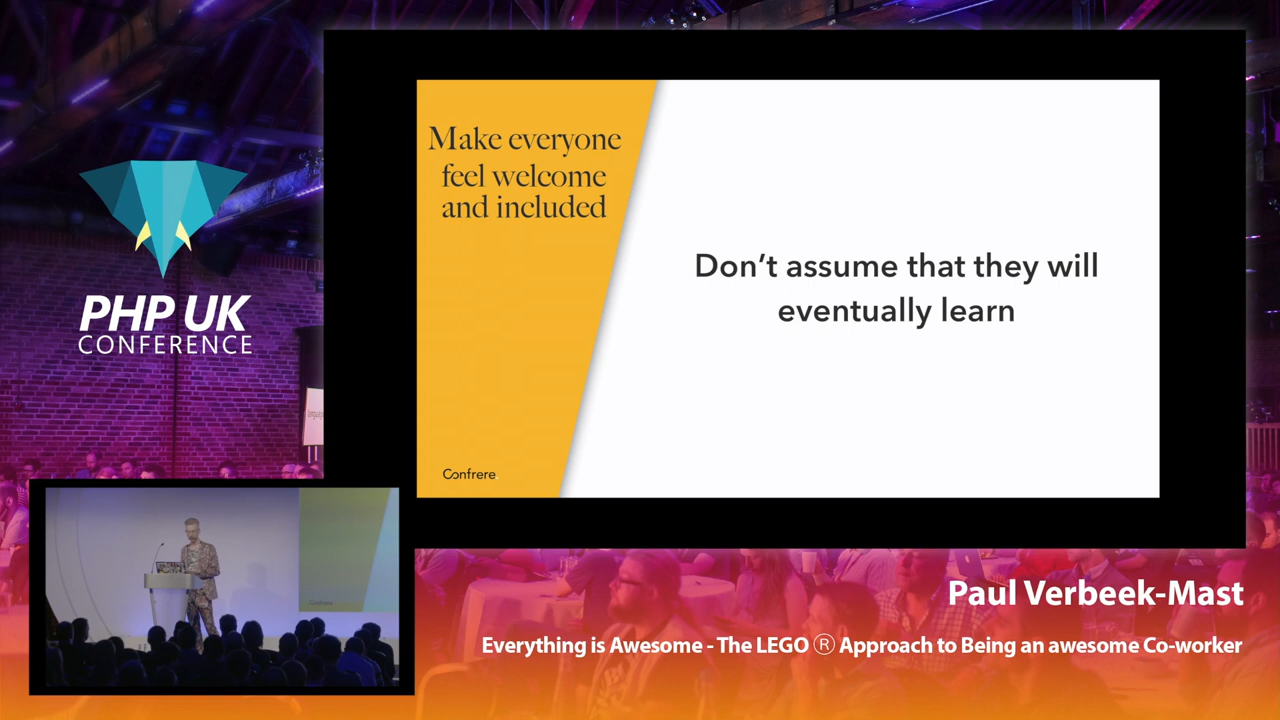 PHP UK
CONFERENCE
Make everyone
feel welcome
and included
Don't assume that they will
eventually learn
Confrere
Paul Verbeek-Mast
Everything is Awesome - The LEGO Ⓡ Approach to Being an awesome Co-worker